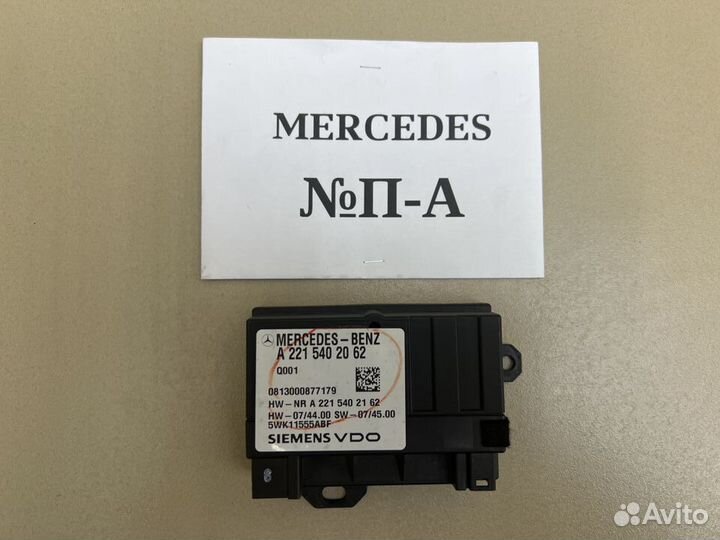 MERCEDES
№П-А
MERCEDES-BENZ
A 221 540 20 62
Q001
0813000877179
HW-NR A 221 540 21 62
HW-07/44.00 SW-07/45.00
5WK11555ABF
SIEMENS VDO
Avito